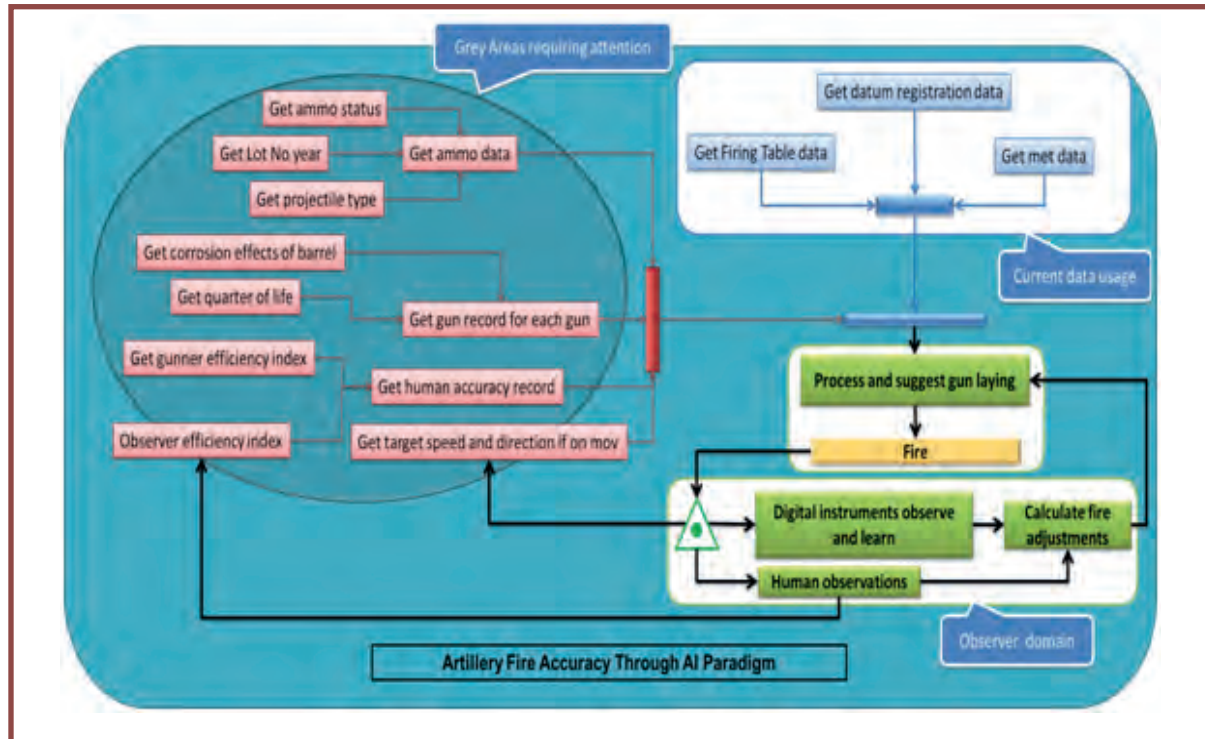 Grey Areas requiring attention
Get ammo status
Get Lot No year
Get ammo data
Get projectile type
Get corrosion effects of barrel
Get quarter of life
Get gun record for each gun
Get gunner efficiency index
Get human accuracy record
Observer efficiency index
Get target speed and direction if on mov
Get datum registration data
Get Firing Table data
Get met data
Current data usage
Process and suggest gun laying
Fire
Digital instruments observe
and learn
Calculate fire
adjustments
Human observations
Observer domain
Artillery Fire Accuracy Through AI Paradigm